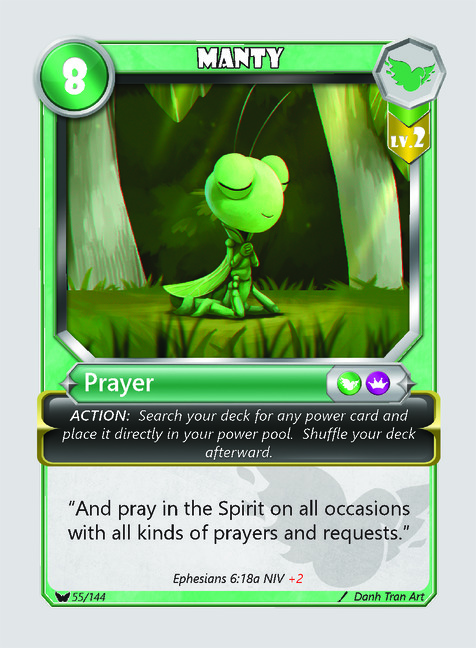 8
MANTY
LV.2
Prayer
ACTION: Search your deck for any power card and
place it directly in your power pool. Shuffle your deck
afterward.
“And pray in the Spirit on all occasions
with all kinds of prayers and requests.”
Ephesians 6:18a NIV +2
55/144
Danh Tran Art